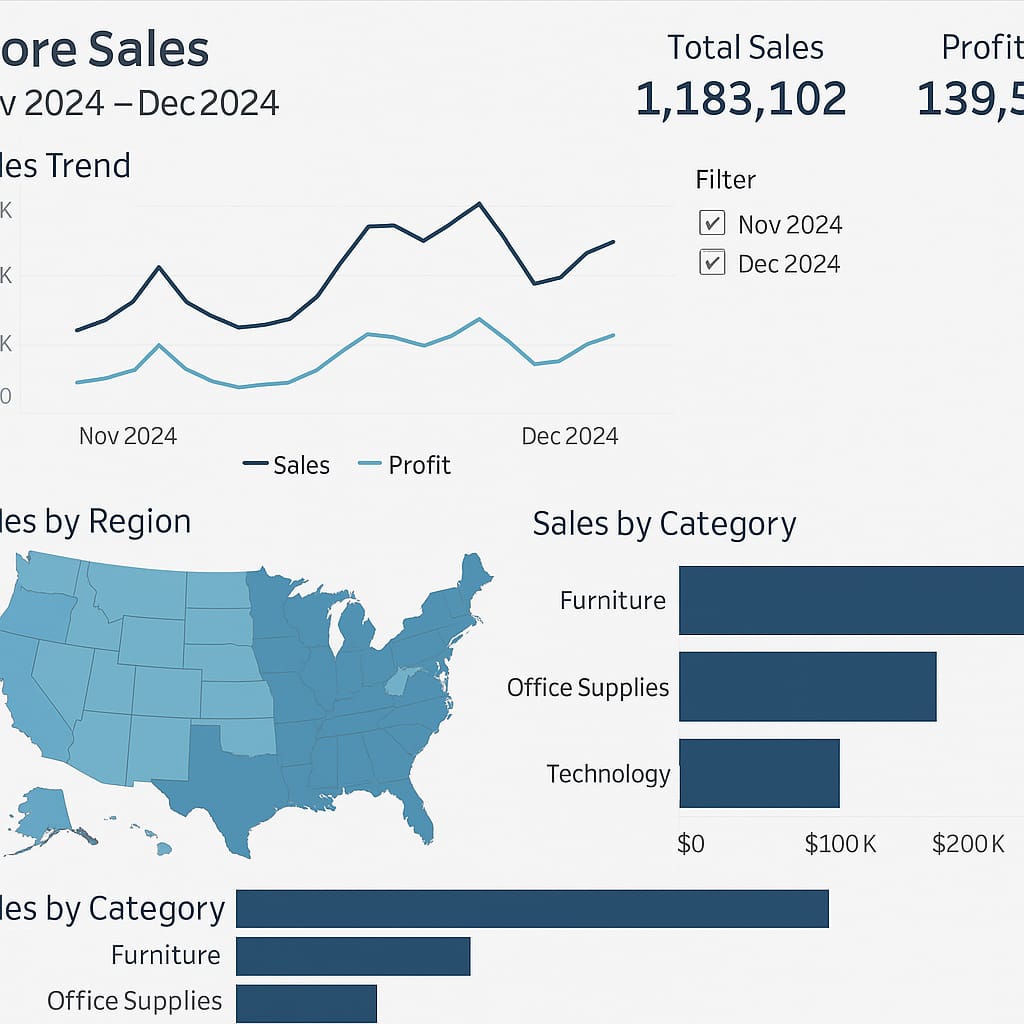 ore Sales
v 2024 – Dec 2024
Total Sales
1,183,102
Profit
139,5
les Trend
Filter
Nov 2024
Dec 2024
K
K
K
0
Nov 2024
Dec 2024
Sales
Profit
les by Region
Sales by Category
Furniture
Office Supplies
Technology
$0
$100 K
$200 K
les by Category
Furniture
Office Supplies